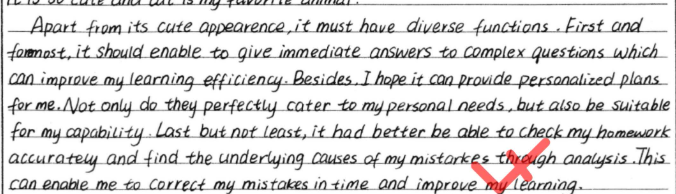 It is so cute and cat is my favorite animal.
Apart from its cute appearence, it must have diverse functions. First and
formost, it should enable to give immediate answers to complex questions which
can improve my learning efficiency. Besides, I hope it can provide personalized plans
for me. Not only do they perfectly cater to my personal needs, but also be suitable
for my capability. Last but not least, it had better be able to check my homework
accurately and find the underlying causes of my mistarkes through analysis. This
can enable me to correct my mistakes in time and improve my learning.
4